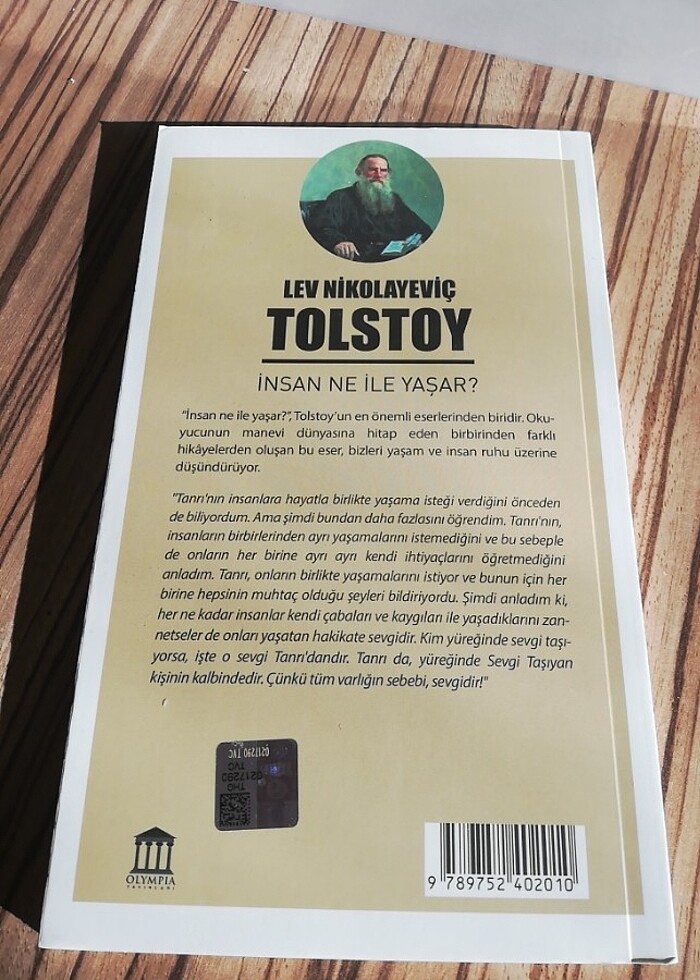 LEV NİKOLAYEVİÇ
TOLSTOY
İNSAN NE İLE YAŞAR?
"İnsan ne ile yaşar?", Tolstoy'un en önemli eserlerinden biridir. Oku-
yucunun manevi dünyasına hitap eden birbirinden farklı
hikâyelerden oluşan bu eser, bizleri yaşam ve insan ruhu üzerine
düşündürüyor.
"Tanrı'nın insanlara hayatla birlikte yaşama isteği verdiğini önceden
de biliyordum. Ama şimdi bundan daha fazlasını öğrendim. Tanrı'nın,
insanların birbirlerinden ayrı yaşamalarını istemediğini ve bu sebeple
de onların her birine ayrı ayrı kendi ihtiyaçlarını öğretmediğini
anladım. Tanrı, onların birlikte yaşamalarını istiyor ve bunun için her
birine hepsinin muhtaç olduğu şeyleri bildiriyordu. Şimdi anladım ki,
her ne kadar insanlar kendi çabaları ve kaygıları ile yaşadıklarını zan-
netseler de onları yaşatan hakikate sevgidir. Kim yüreğinde sevgi taşı-
yorsa, işte o sevgi Tanrı'dandır. Tanrı da, yüreğinde Sevgi Taşıyan
kişinin kalbindedir. Çünkü tüm varlığın sebebi, sevgidir!"
0217290 TVC
TVC
0217290
THQ
OLYMPIA
YAYINLARI
9 789752 402010